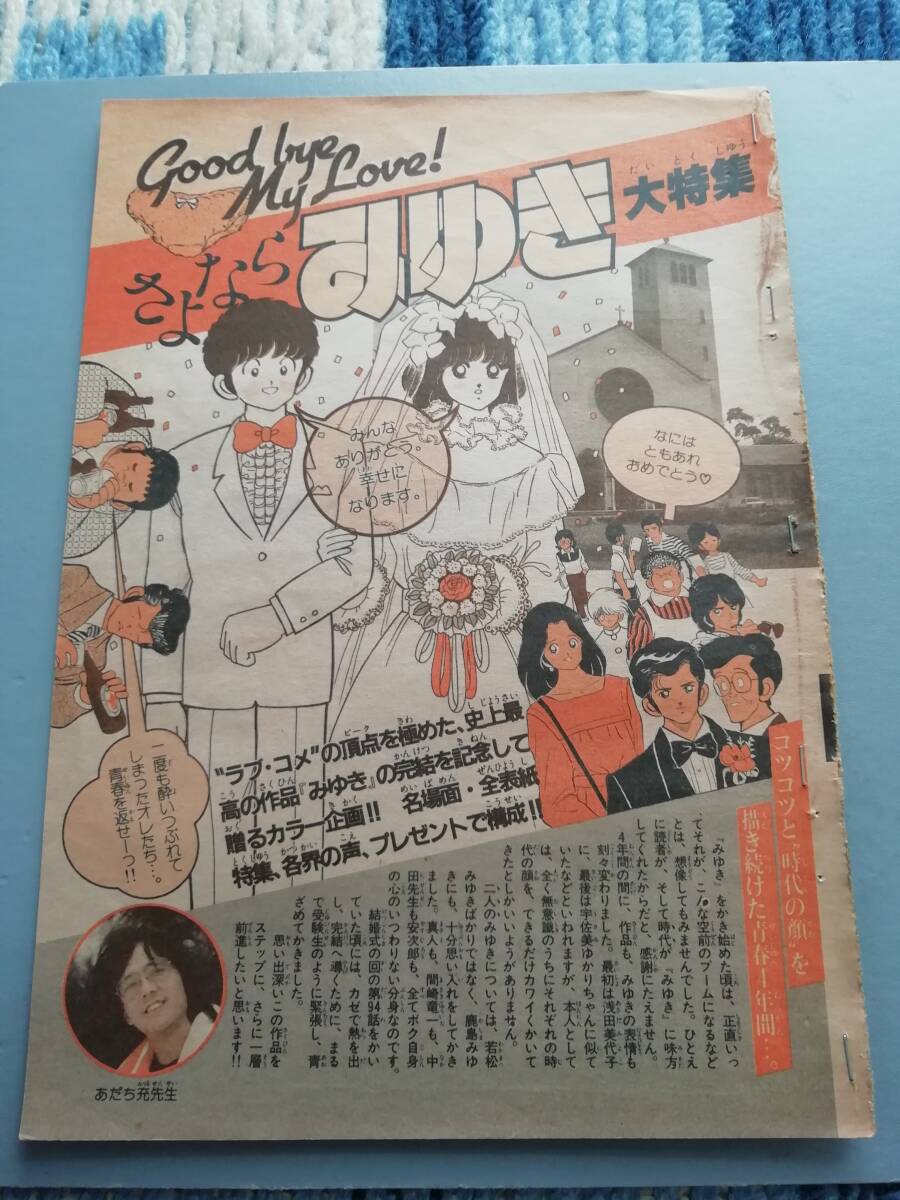 Good bye
My Love!
さよなら
みゆき
大特集
だいとくしゅう
みんな
ありがとう。
幸せに
なります。
なには
ともあれ
おめでとう♡
二度も酔いつぶれて
しまったオレたち…。
青春を返せーっ!!
"ラブ・コメ"の頂点を極めた、史上最
高の作品『みゆき』の完結を記念して
贈るカラー企画!! 名場面・全表紙
特集、各界の声、プレゼントで構成!!
コツコツと"時代の顔"を
描き続けた青春4年間…。
『みゆき』をかき始めた頃は、正直いっ
てそれが、こんな空前のブームになるなど
とは、想像してもみませんでした。ひとえ
に読者が、そして時代が『みゆき』に味方
してくれたからだと、感謝にたえません。
4年間の間に、作品も、みゆきの表情も
刻々変わりました。最初は浅田美代子
に、最後は宇佐美ゆかりちゃんに似て
いたなどといわれますが、本人として
は、全く無意識のうちにそれぞれの時
代の顔を、できるだけカワイくかいて
きたとしかいいようがありません。
二人のみゆきについては、若松
みゆきばかりではなく、鹿島みゆ
きにも、十分思い入れをしてかき
ました。真人も、間崎竜一も、中
田先生も安次郎も、全てボク自身
の心のいつわりない分身なのです。
結婚式の回の第94話をかい
ていた頃には、カゼで熱を出
し、完結へ導くために、まる
で受験生のように緊張し、青
ざめてかきました。
思い出深いこの作品を
ステップに、さらに一層
前進したいと思います!!
あだち充先生